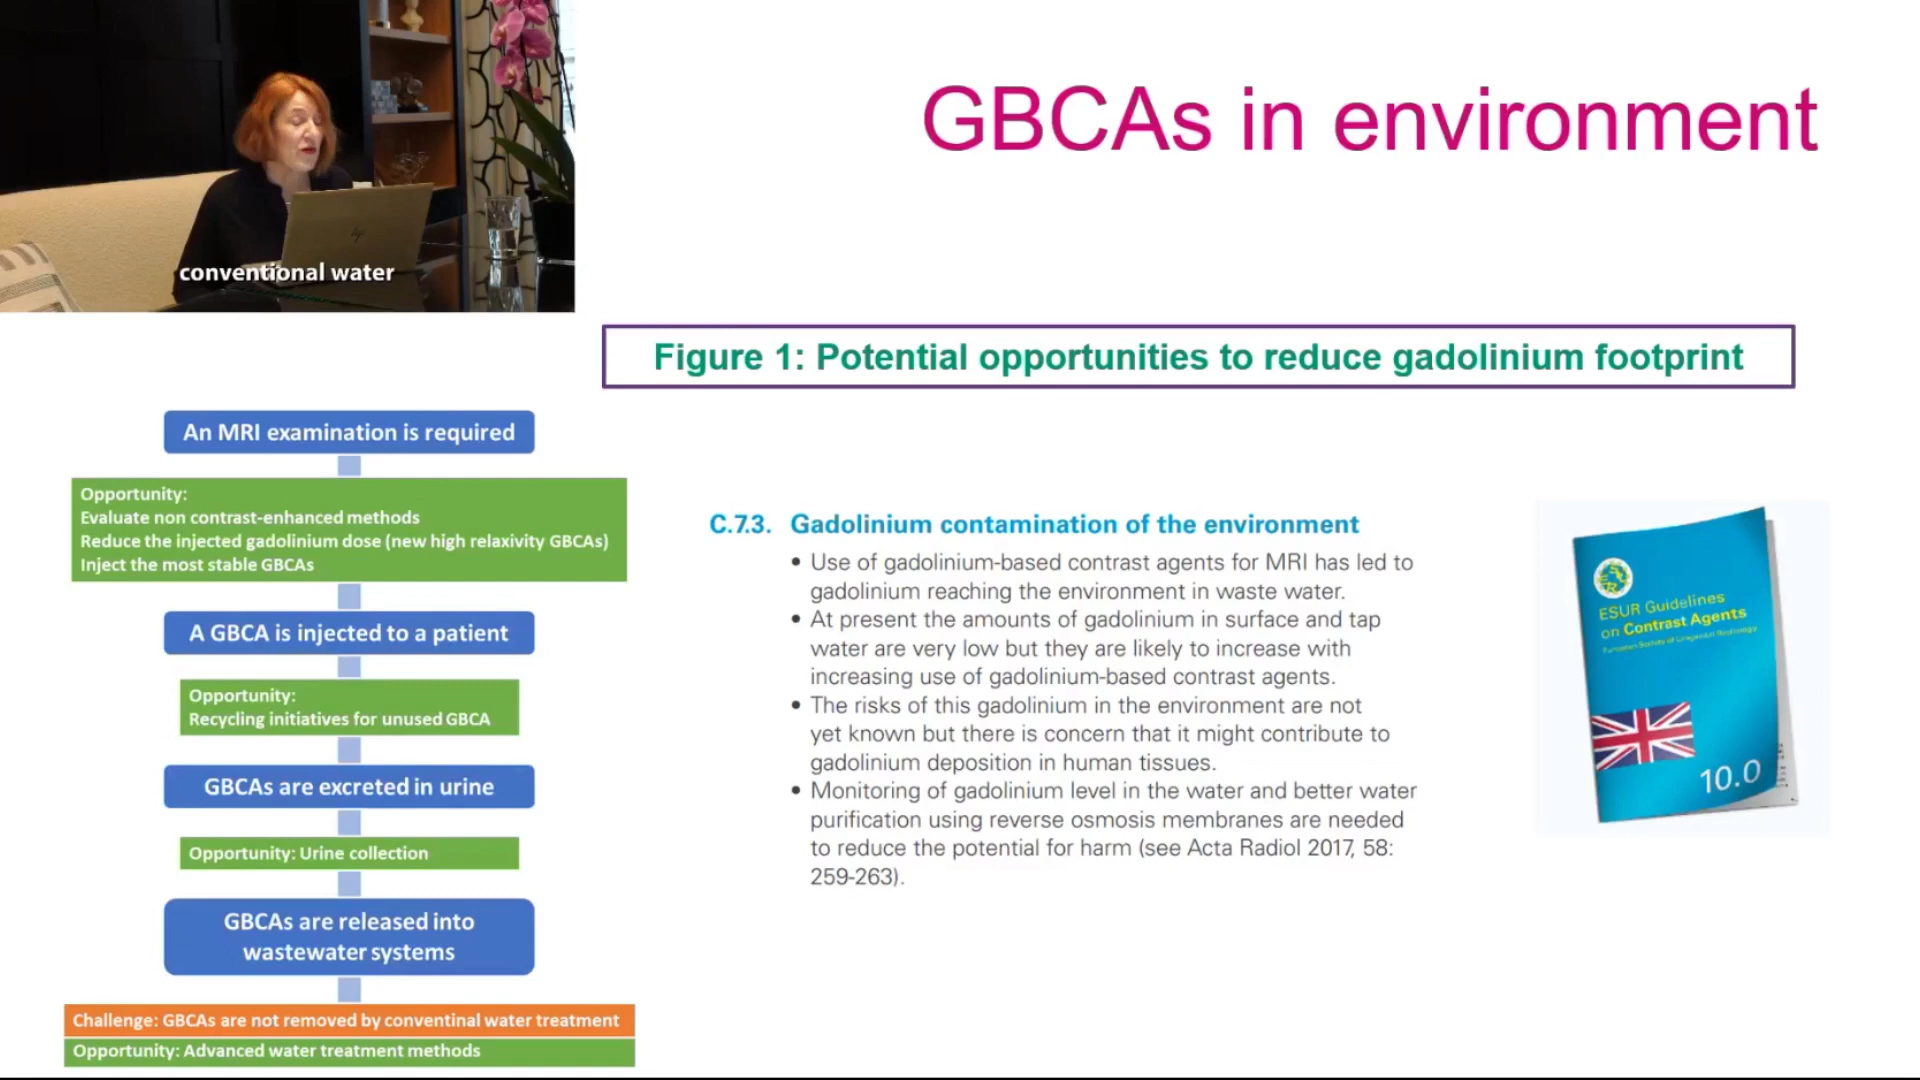 GBCAs in environment
conventional water
Figure 1: Potential opportunities to reduce gadolinium footprint
An MRI examination is required
Opportunity:
Evaluate non contrast-enhanced methods
Reduce the injected gadolinium dose (new high relaxivity GBCAs)
Inject the most stable GBCAs
A GBCA is injected to a patient
Opportunity:
Recycling initiatives for unused GBCA
GBCAs are excreted in urine
Opportunity: Urine collection
GBCAs are released into
wastewater systems
Challenge: GBCAs are not removed by conventinal water treatment
Opportunity: Advanced water treatment methods
C.7.3. Gadolinium contamination of the environment
• Use of gadolinium-based contrast agents for MRI has led to
gadolinium reaching the environment in waste water.
• At present the amounts of gadolinium in surface and tap
water are very low but they are likely to increase with
increasing use of gadolinium-based contrast agents.
• The risks of this gadolinium in the environment are not
yet known but there is concern that it might contribute to
gadolinium deposition in human tissues.
• Monitoring of gadolinium level in the water and better water
purification using reverse osmosis membranes are needed
to reduce the potential for harm (see Acta Radiol 2017, 58:
259-263).
ESUR Guidelines
on Contrast Agents
European Society of Urogenital Radiology
10.0
hp